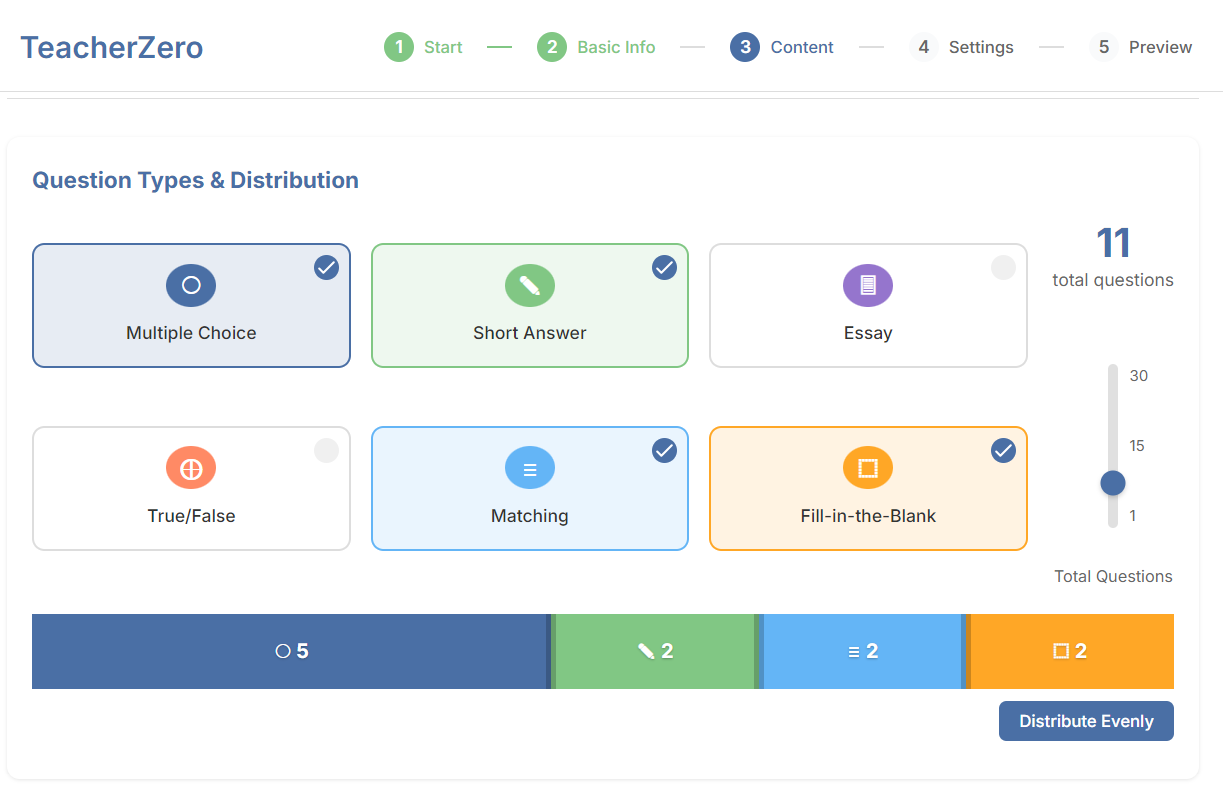 TeacherZero
1 Start
2 Basic Info
3 Content
4 Settings
5 Preview
Question Types & Distribution
Multiple Choice
Short Answer
Essay
11
total questions
True/False
Matching
Fill-in-the-Blank
30
15
1
Total Questions
5
2
2
2
Distribute Evenly